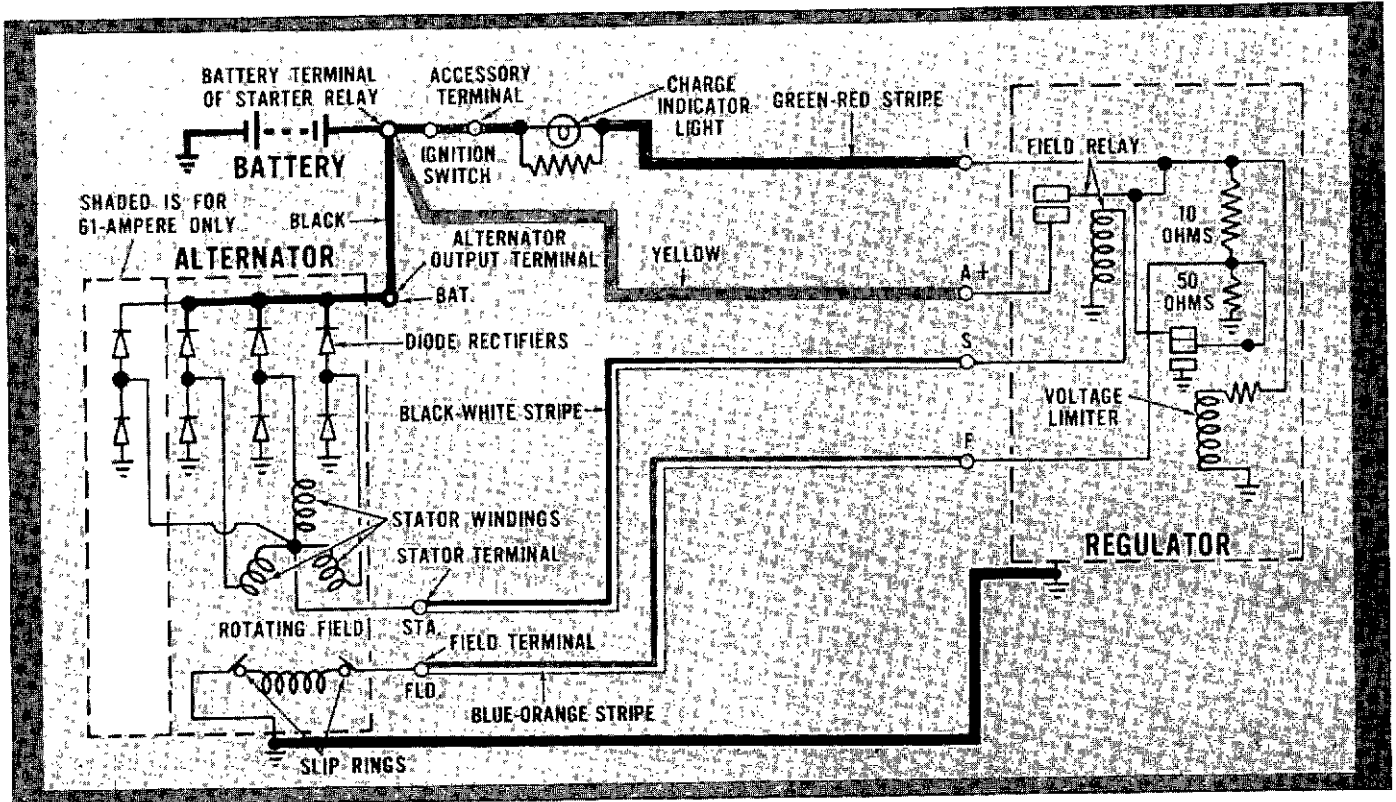 BATTERY TERMINAL
OF STARTER RELAY
ACCESSORY
TERMINAL
CHARGE
INDICATOR
LIGHT
GREEN-RED STRIPE
BATTERY
IGNITION
SWITCH
I
FIELD RELAY
SHADED IS FOR
61-AMPERE ONLY
BLACK
10
OHMS
ALTERNATOR
ALTERNATOR
OUTPUT TERMINAL
YELLOW
A+
BAT.
50
OHMS
DIODE RECTIFIERS
S
BLACK-WHITE STRIPE
VOLTAGE
LIMITER
F
STATOR WINDINGS
STATOR TERMINAL
REGULATOR
ROTATING FIELD
STA.
FIELD TERMINAL
FLD.
BLUE-ORANGE STRIPE
SLIP RINGS